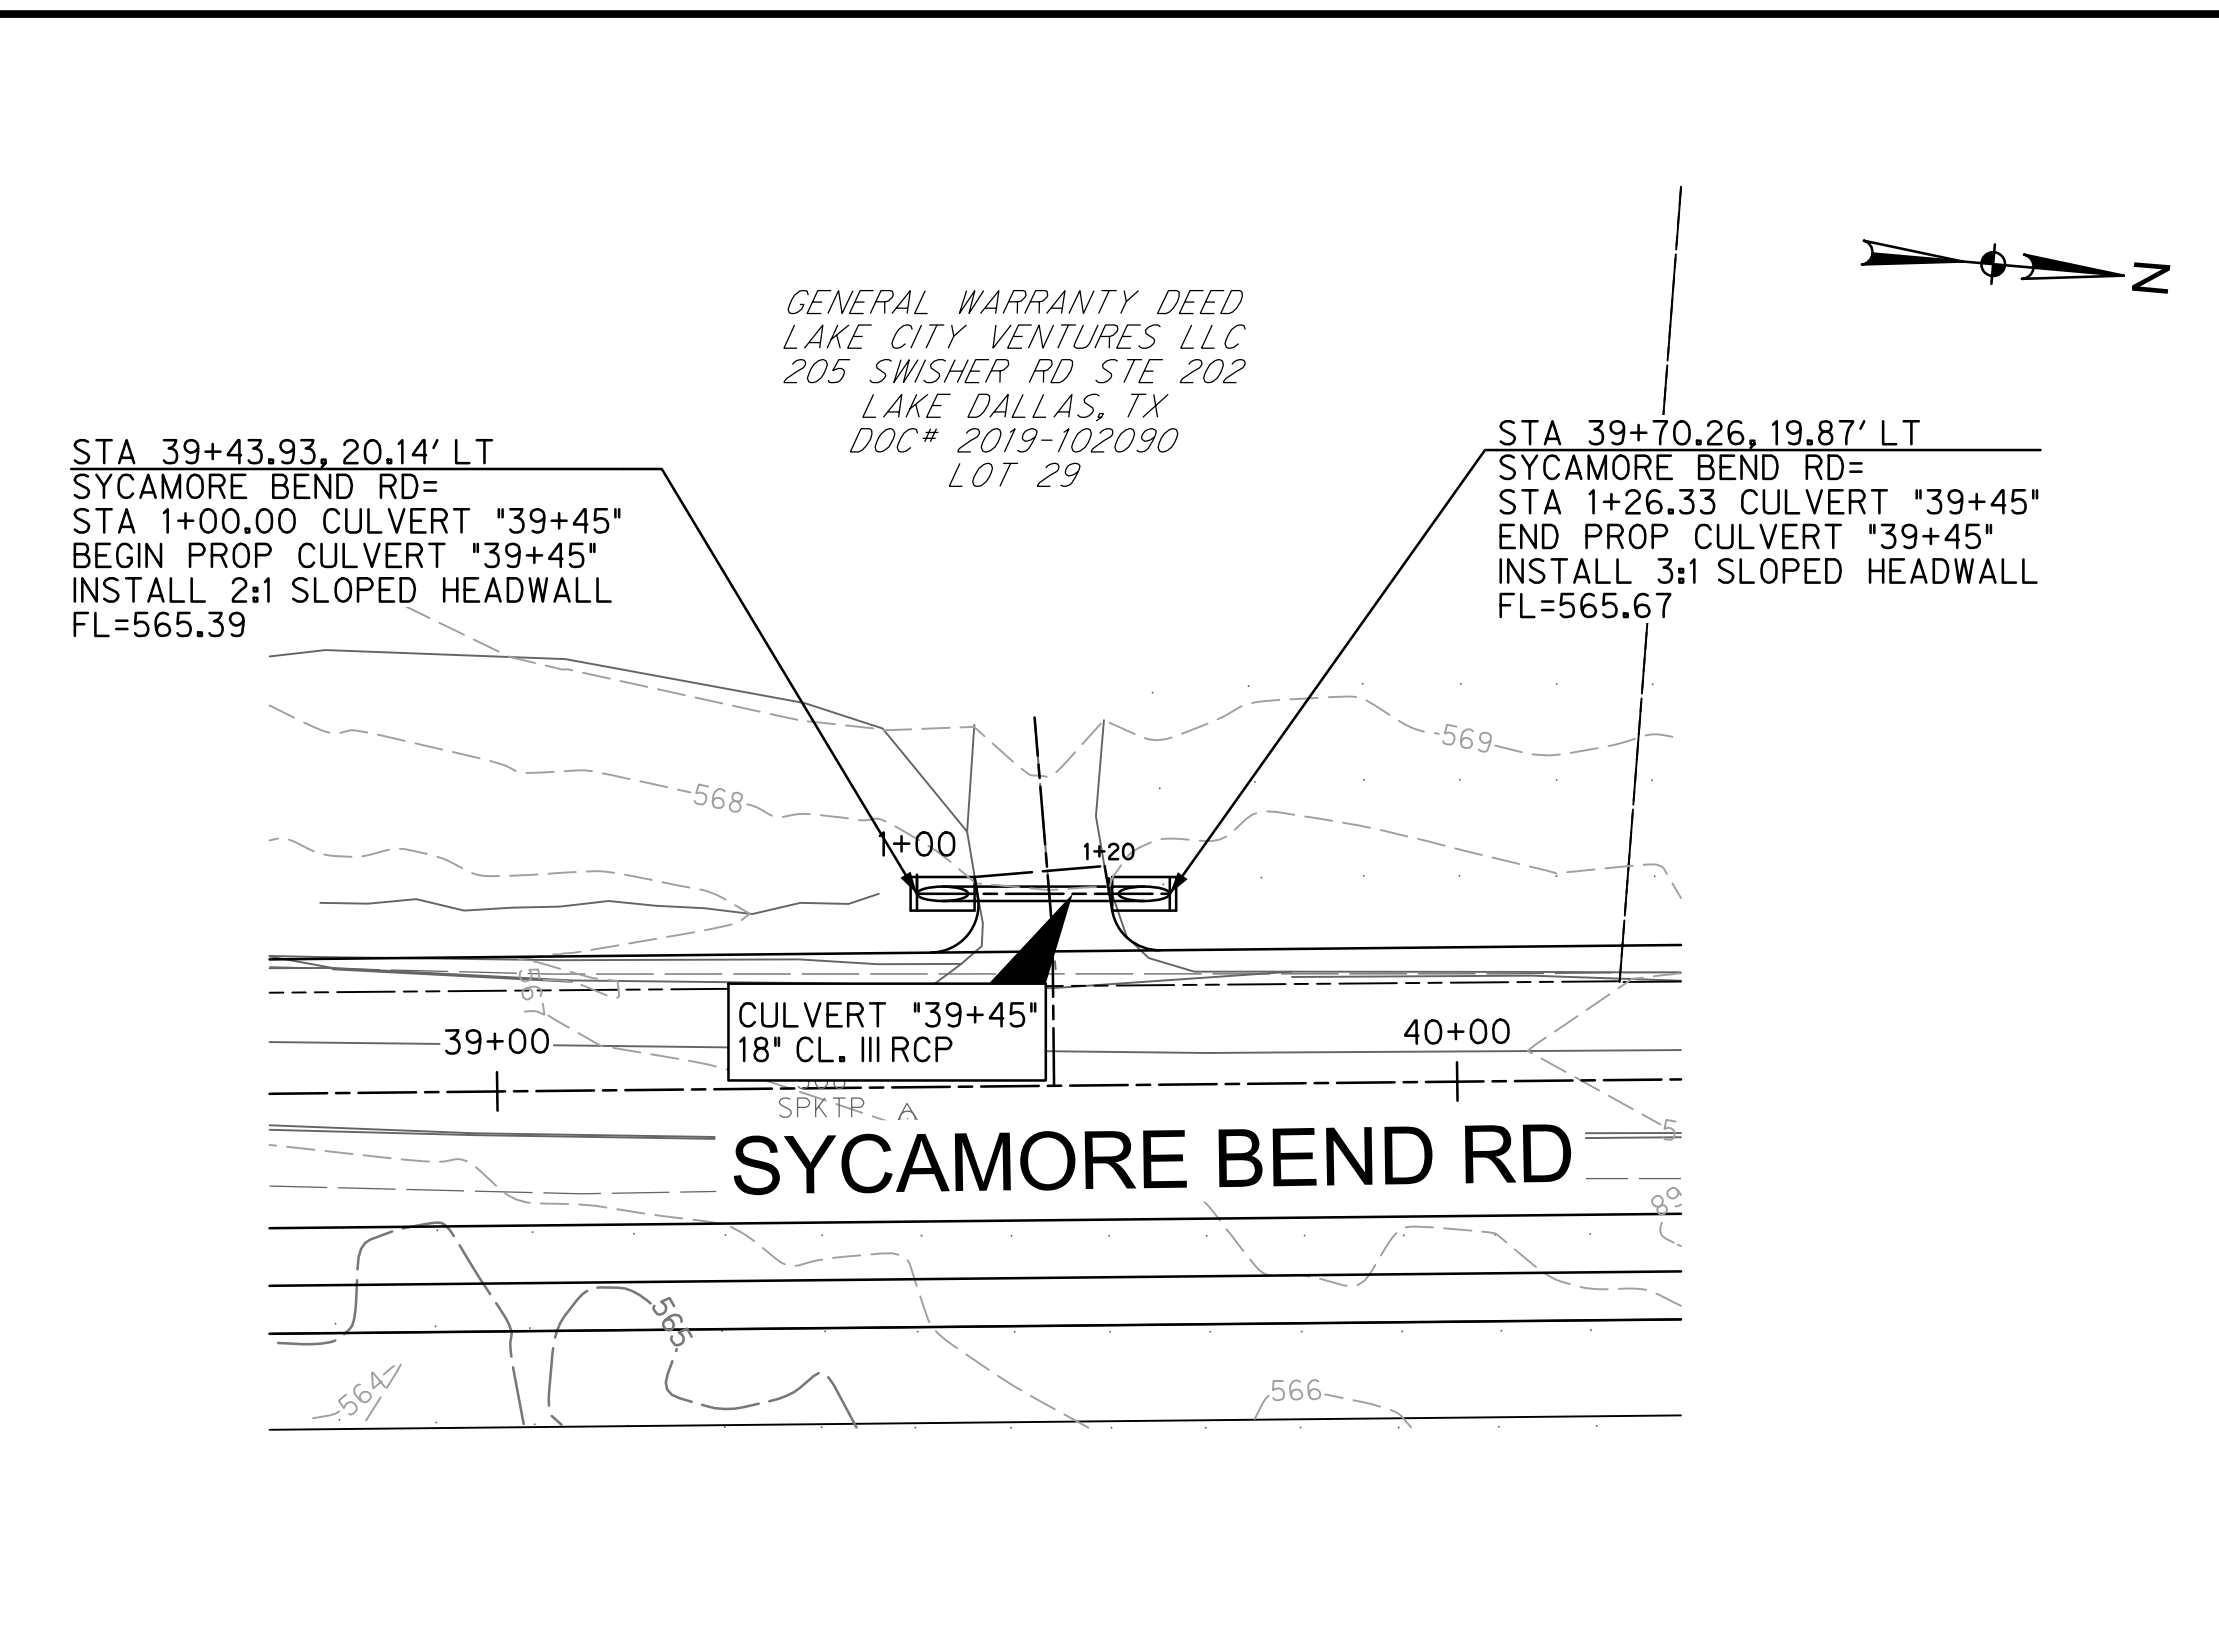 N
GENERAL WARRANTY DEED
LAKE CITY VENTURES LLC
205 SWISHER RD STE 202
LAKE DALLAS, TX
DOC# 2019-102090
LOT 29
STA 39+43.93, 20.14' LT
SYCAMORE BEND RD=
STA 1+00.00 CULVERT "39+45"
BEGIN PROP CULVERT "39+45"
INSTALL 2:1 SLOPED HEADWALL
FL=565.39
STA 39+70.26, 19.87' LT
SYCAMORE BEND RD=
STA 1+26.33 CULVERT "39+45"
END PROP CULVERT "39+45"
INSTALL 3:1 SLOPED HEADWALL
FL=565.67
569
568
1+00
1+20
567
CULVERT "39+45"
18" CL. III RCP
39+00
40+00
SPKTP A
SYCAMORE BEND RD
565
564
566